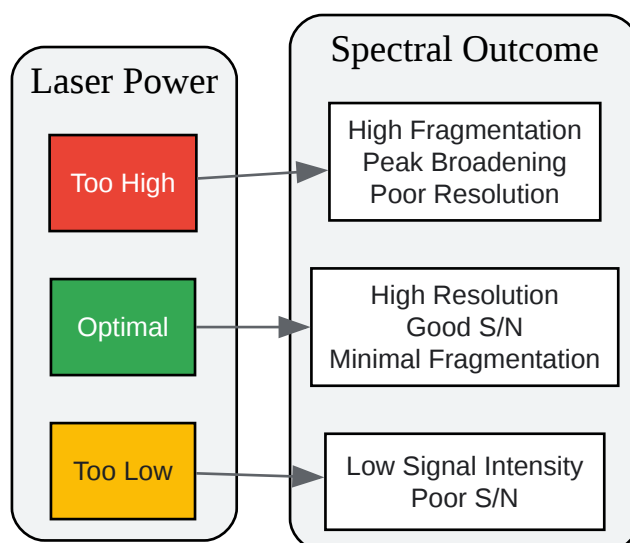 Laser Power
Too High
Optimal
Too Low
Spectral Outcome
High Fragmentation
Peak Broadening
Poor Resolution
High Resolution
Good S/N
Minimal Fragmentation
Low Signal Intensity
Poor S/N